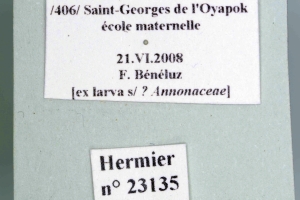 /406/ Saint-Georges de l'Oyapok
école maternelle
21.VI.2008
F. Bénéluz
[ex larva s/ ? Annonaceae]
Hermier
n° 23135